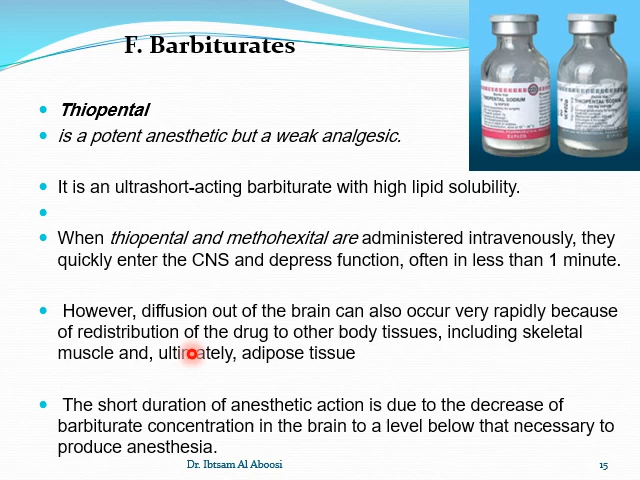 F. Barbiturates
THIOPENTAL SODIUM
THIOPENTAL SODIUM
Thiopental
is a potent anesthetic but a weak analgesic.
It is an ultrashort-acting barbiturate with high lipid solubility.
When thiopental and methohexital are administered intravenously, they
quickly enter the CNS and depress function, often in less than 1 minute.
However, diffusion out of the brain can also occur very rapidly because
of redistribution of the drug to other body tissues, including skeletal
muscle and, ultimately, adipose tissue
The short duration of anesthetic action is due to the decrease of
barbiturate concentration in the brain to a level below that necessary to
produce anesthesia.
Dr. Ibtsam Al Aboosi
15